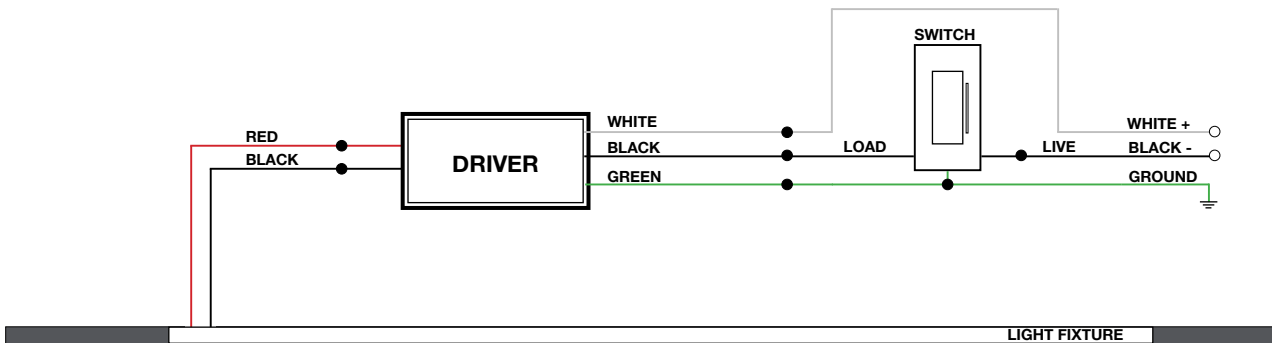 SWITCH
WHITE
WHITE +
RED
BLACK
LOAD
LIVE
BLACK -
BLACK
DRIVER
GREEN
GROUND
LIGHT FIXTURE